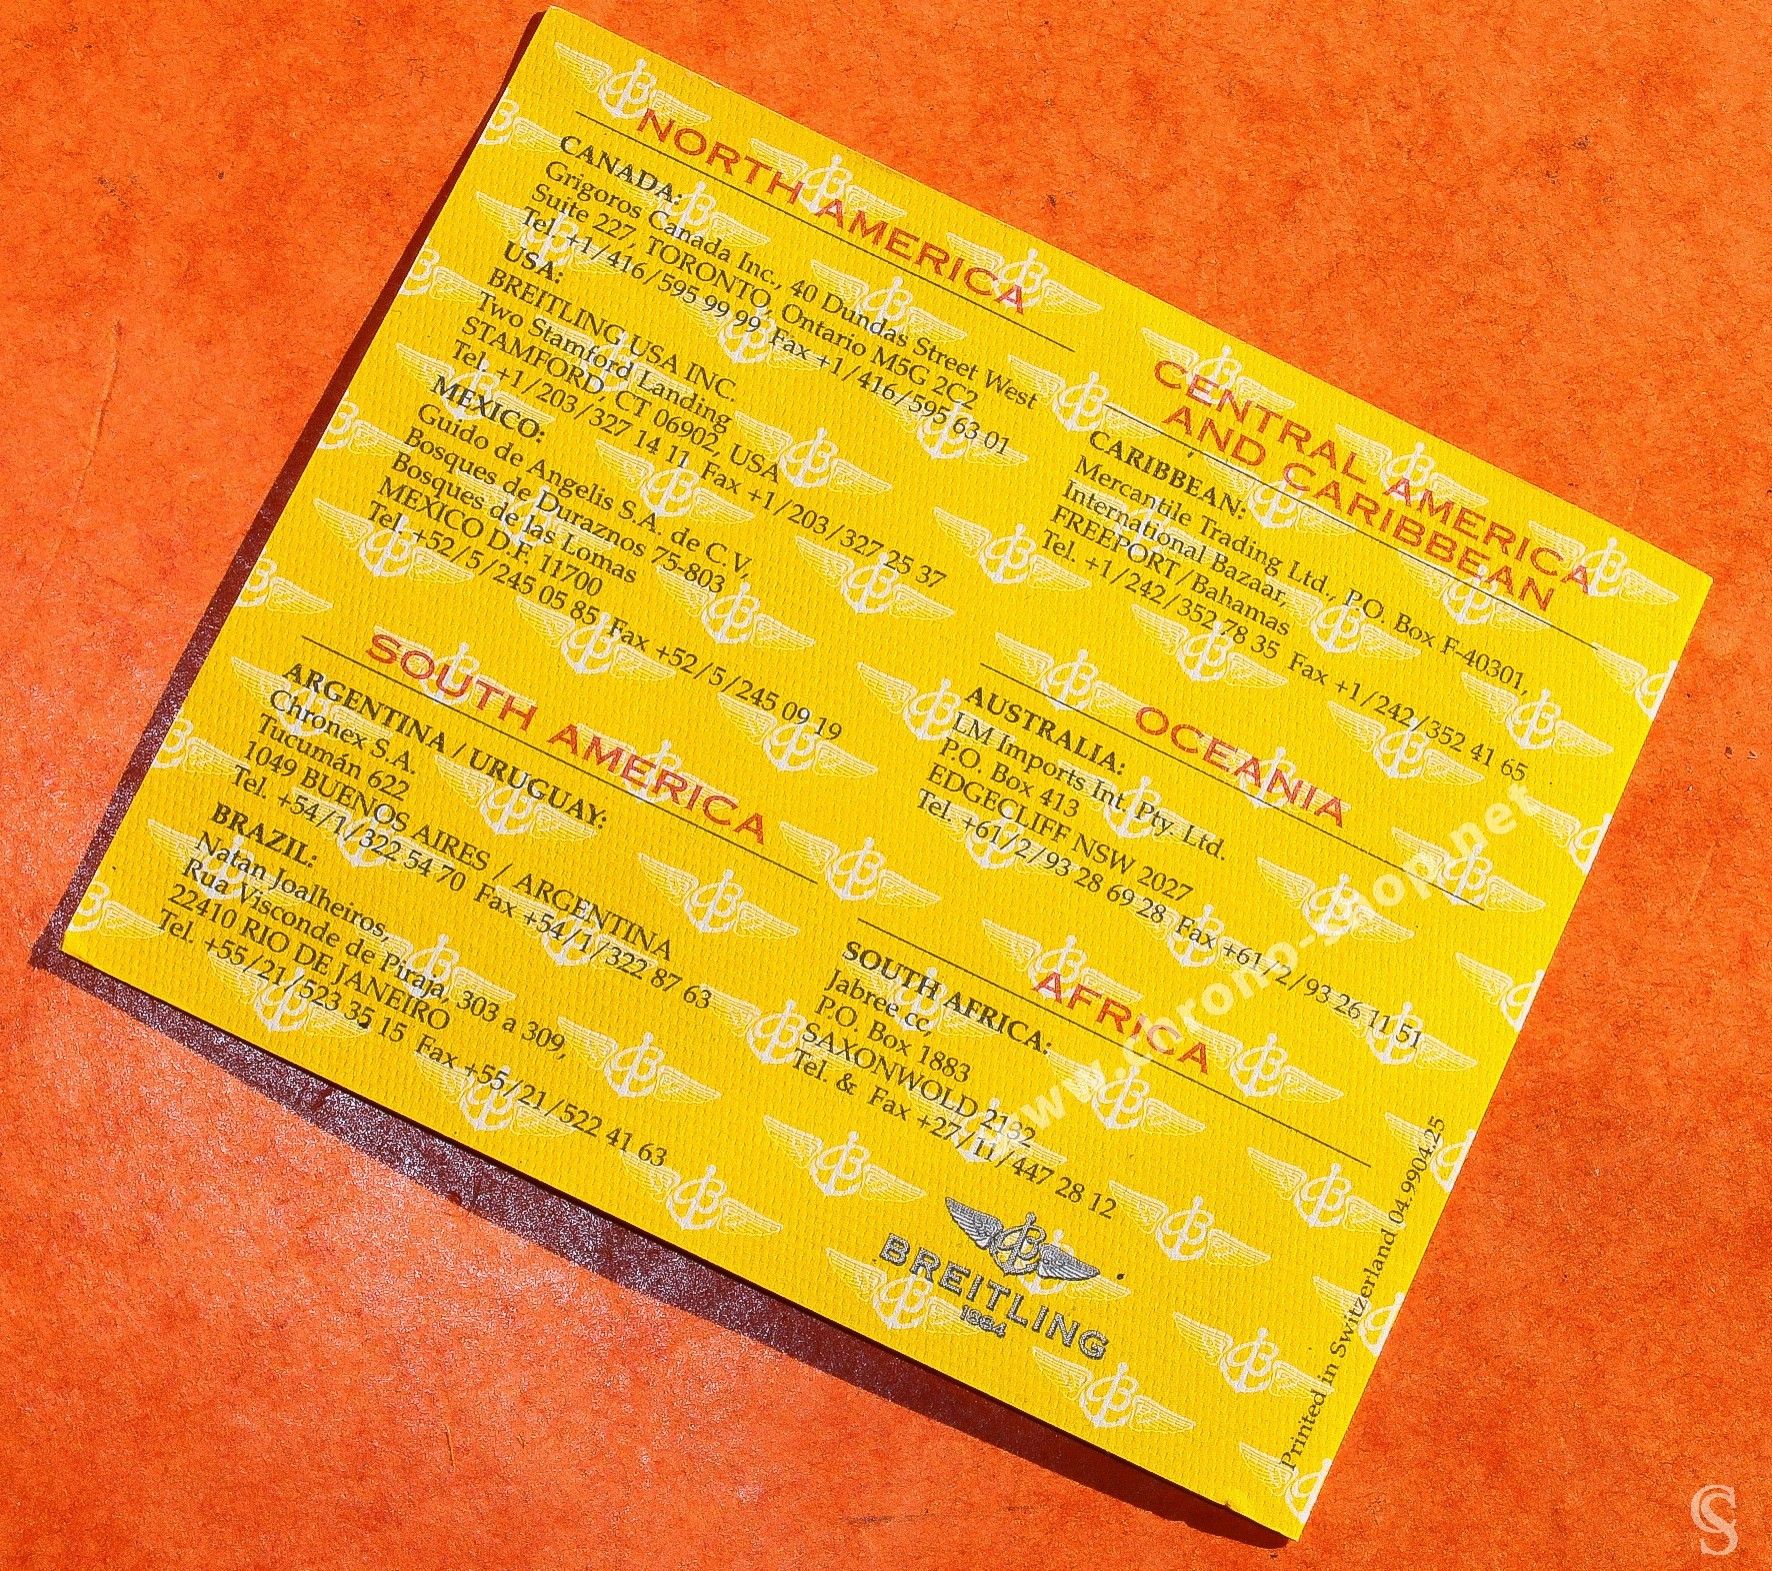 NORTH AMERICA
CANADA:
Grigoros Canada Inc., 40 Dundas Street West
Suite 227, TORONTO, Ontario M5G 2C2
Tel. +1/416/595 99 99 Fax +1/416/595 63 01
USA:
BREITLING USA INC.
Two Stamford Landing
STAMFORD/ CT 06902, USA
Tel. +1/203/327 14 11 Fax +1/203/327 25 37
MEXICO:
Guido de Angelis S.A. de C.V,
Bosques de Duraznos 75-803
Bosques de las Lomas
MEXICO D.F. 11700
Tel. +52/5/245 05 85 Fax +52/5/245 09 19
SOUTH AMERICA
ARGENTINA / URUGUAY:
Chronex S.A.
Tucumán 622
1049 BUENOS AIRES / ARGENTINA
Tel. +54/1/322 54 70 Fax +54/1/322 87 63
BRAZIL:
Natan Joalheiros,
Rua Visconde de Piraja, 303 a 309,
22410 RIO DE JANEIRO
Tel. +55/21/523 35 15 Fax +55/21/522 41 63
CENTRAL AMERICA
AND CARIBBEAN
CARIBBEAN:
Mercantile Trading Ltd., P.O. Box F-40301,
International Bazaar,
FREEPORT/Bahamas
Tel. +1/242/352 78 35 Fax +1/242/352 41 65
OCEANIA
AUSTRALIA:
LM Imports Int. Pty. Ltd.
P.O. Box 413
EDGECLIFF NSW 2027
Tel. +61/2/93 28 69 28 Fax +61/2/93 26 11 51
AFRICA
SOUTH AFRICA:
Jabree cc,
P.O. Box 1883
SAXONWOLD 2132
Tel. & Fax +27/11/447 28 12
BREITLING
1884
Printed in Switzerland 04.9904.25
www.chrono-shop.net